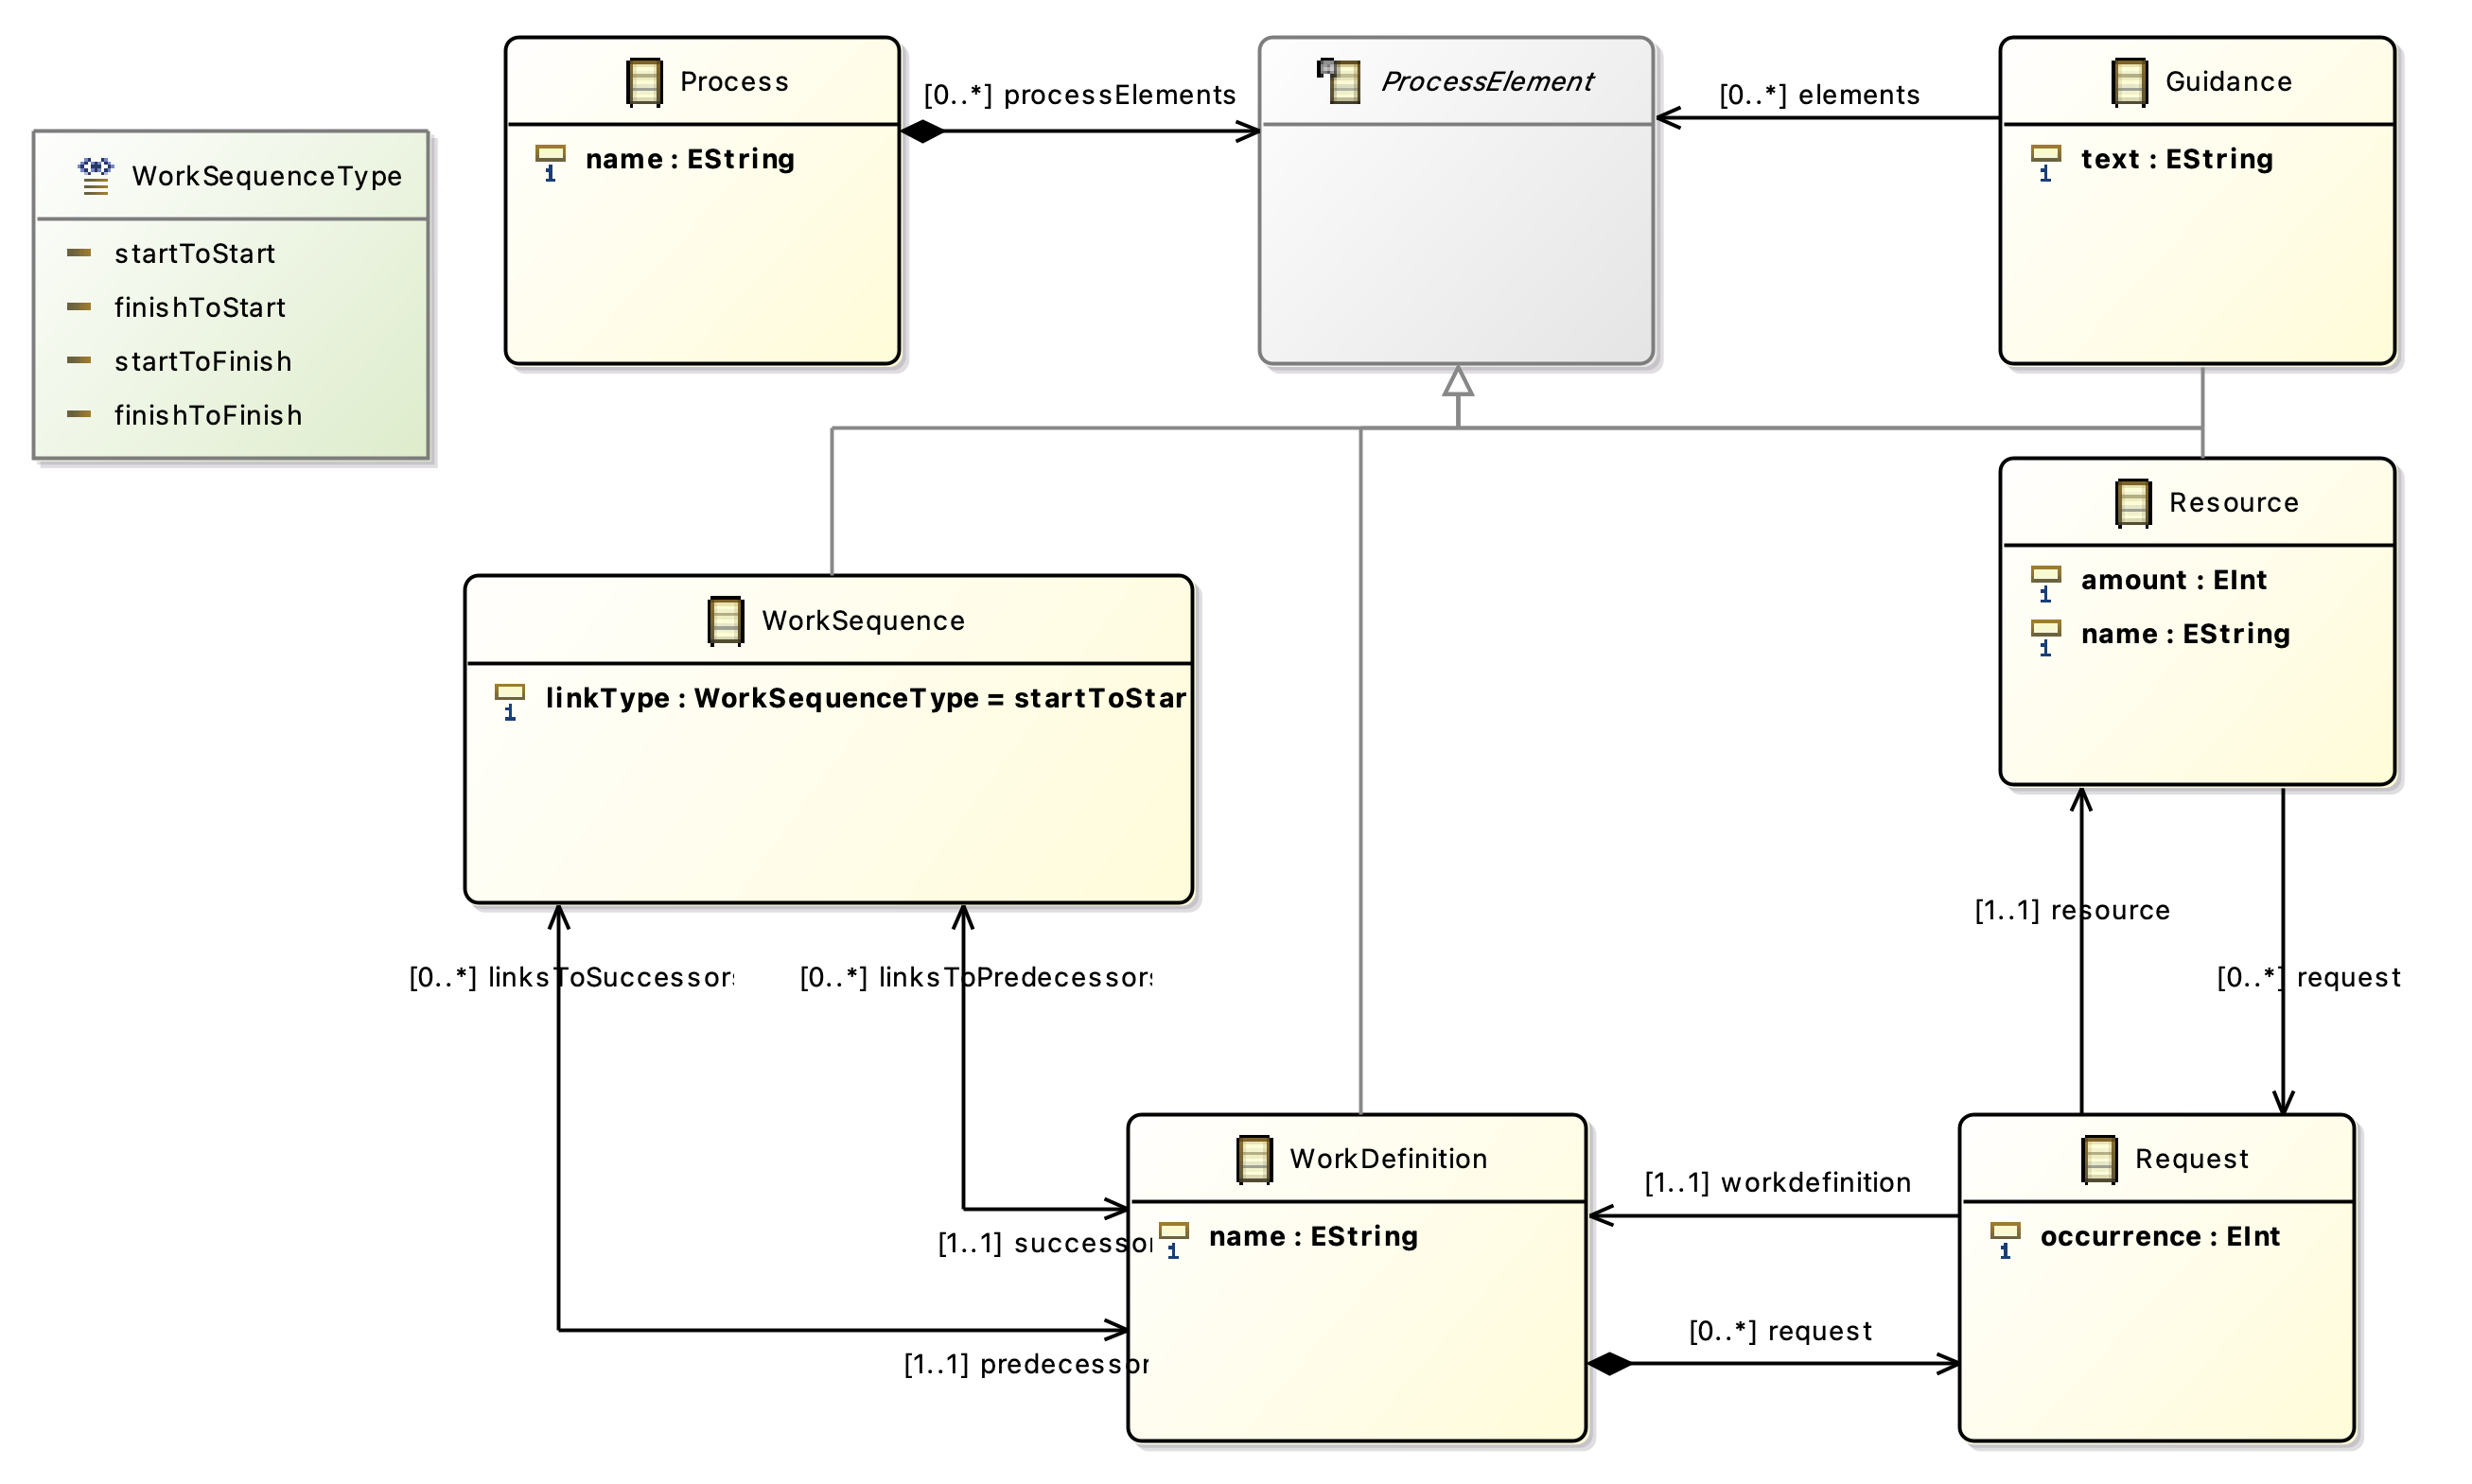 Process
name : EString
[0..*] processElements
ProcessElement
[0..*] elements
Guidance
text : EString
WorkSequenceType
startToStart
finishToStart
startToFinish
finishToFinish
Resource
amount : EInt
name : EString
WorkSequence
linkType : WorkSequenceType = startToStar
[1..1] resource
[0..*] linksToSuccessors
[0..*] linksToPredecessors
[0..*] request
WorkDefinition
name : EString
[1..1] workdefinition
Request
occurrence : EInt
[1..1] successor
[0..*] request
[1..1] predecessor